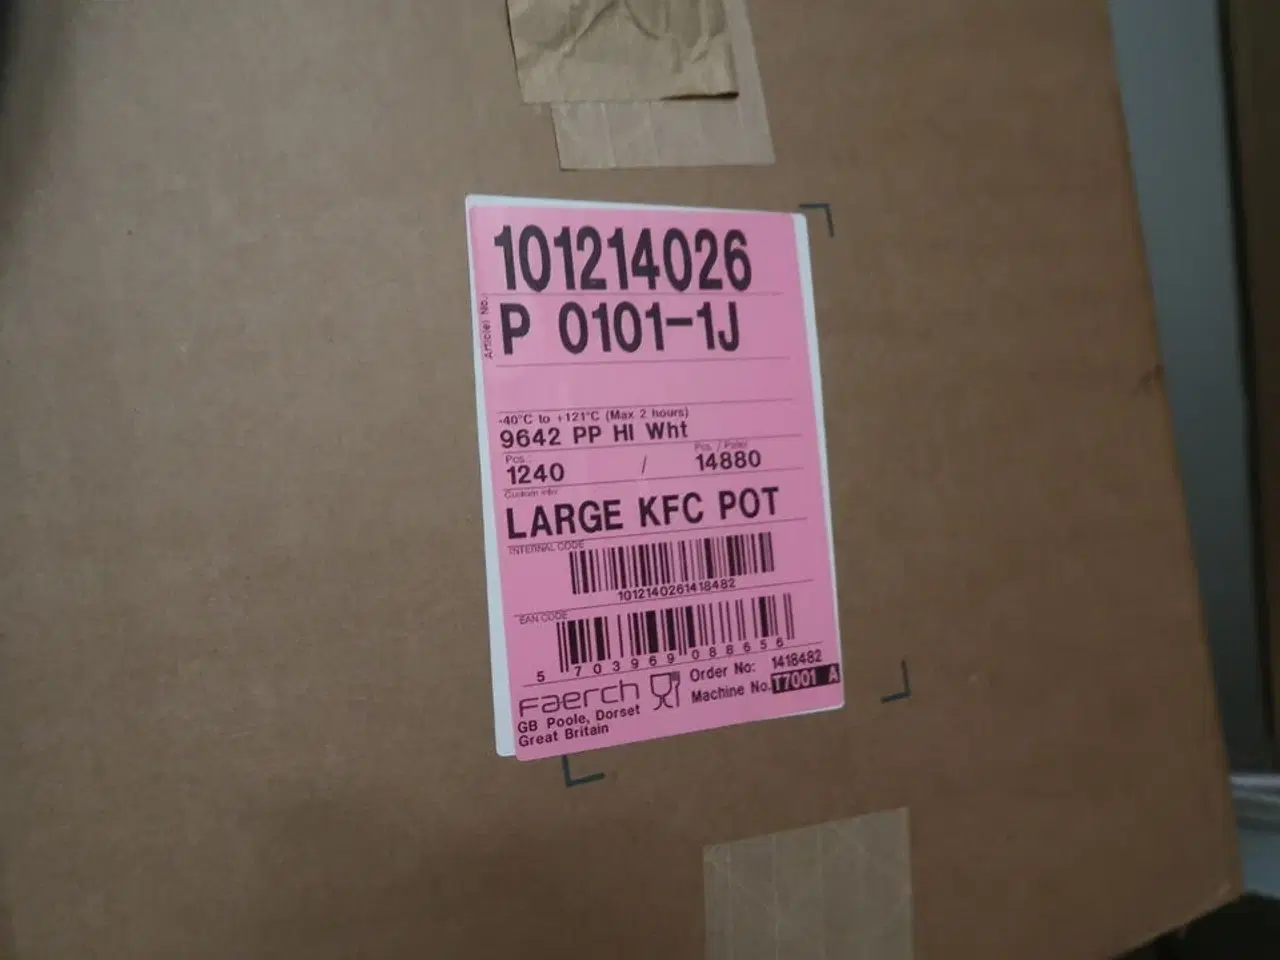 101214026
Article No.:
P 0101-1J
-40°C to +121°C (Max 2 hours)
9642 PP HI Wht
Pcs.: Pcs. / Pallet
1240 / 14880
Custom info:
LARGE KFC POT
INTERNAL CODE
1012140261418482
EAN CODE
5 703969 088656
faerch Order No: 1418482
Machine No. T7001 A
GB Poole, Dorset
Great Britain